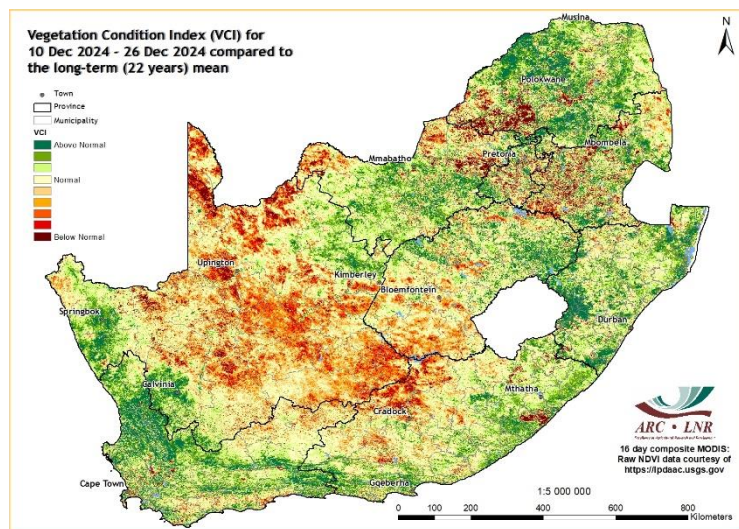 Vegetation Condition Index (VCI) for
10 Dec 2024 - 26 Dec 2024 compared to
the long-term (22 years) mean
Town
Province
Municipality
VCI
Above Normal
Normal
Below Normal
N
Musina
Polokwane
Mmabatho
Pretoria
Mbombela
Upington
Kimberley
Bloemfontein
Springbok
Durban
Calvinia
Mthatha
Cradock
Cape Town
Gqeberha
ARC • LNR
16 day composite MODIS:
Raw NDVI data courtesy of
https://lpdaac.usgs.gov
1:5 000 000
0 100 200 400 600 800
Kilometers